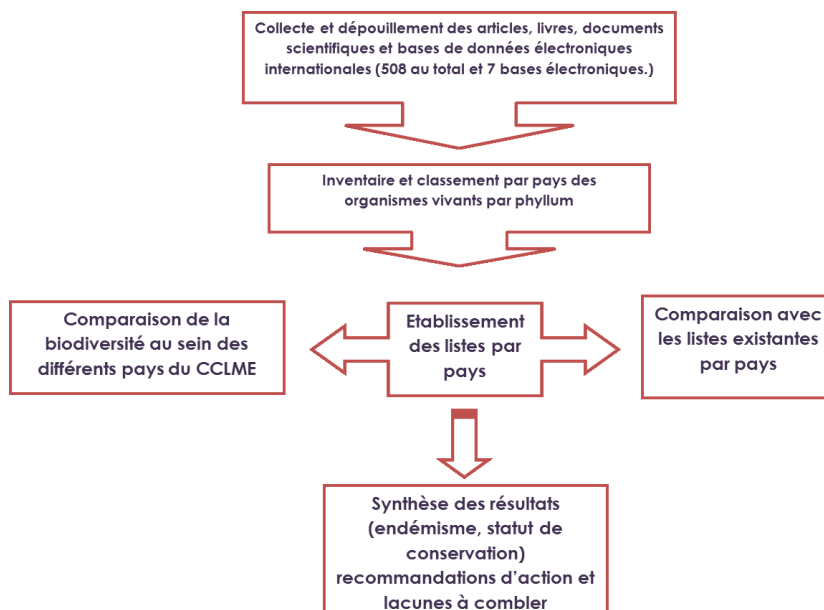 Collecte et dépouillement des articles, livres, documents
scientifiques et bases de données électroniques
internationales (508 au total et 7 bases électroniques.)
Inventaire et classement par pays des
organismes vivants par phyllum
Comparaison de la
biodiversité au sein des
différents pays du CCLME
Etablissement
des listes par
pays
Comparaison avec
les listes existantes
par pays
Synthèse des résultats
(endémisme, statut de
conservation)
recommandations d'action et
lacunes à combler